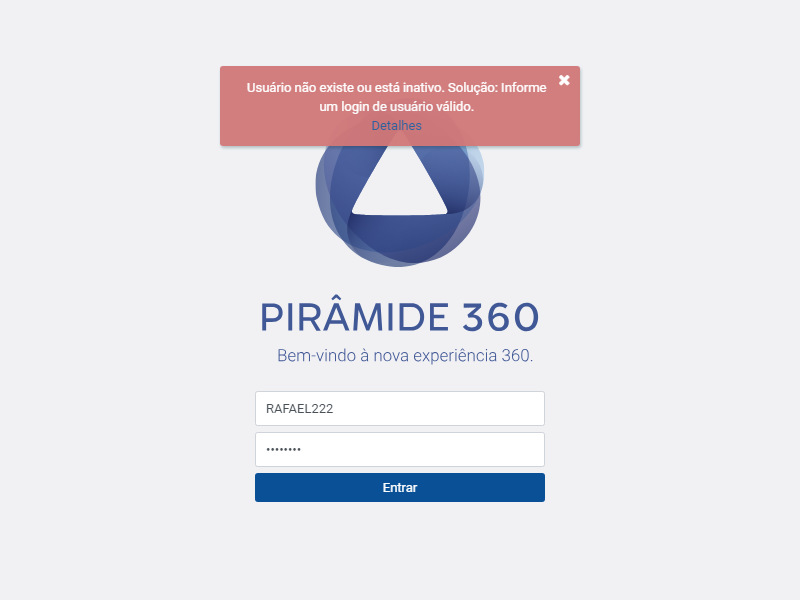 Usuário não existe ou está inativo. Solução: Informe
um login de usuário válido.
Detalhes
PIRÂMIDE 360
Bem-vindo à nova experiência 360.
RAFAEL222
••••••••
Entrar